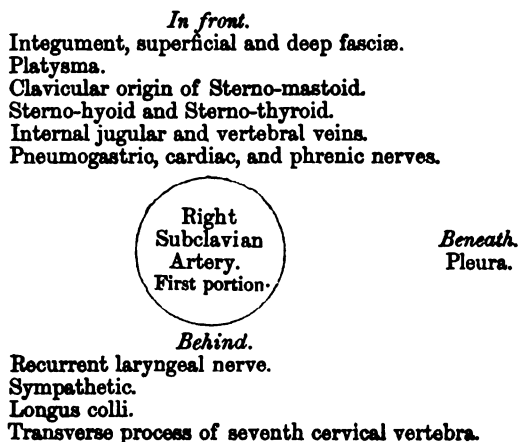 In front.
Integument, superficial and deep fasciæ.
Platysma.
Clavicular origin of Sterno-mastoid.
Sterno-hyoid and Sterno-thyroid.
Internal jugular and vertebral veins.
Pneumogastric, cardiac, and phrenic nerves.
Right
Subclavian
Artery.
First portion.
Beneath.
Pleura.
Behind.
Recurrent laryngeal nerve.
Sympathetic.
Longus colli.
Transverse process of seventh cervical vertebra.